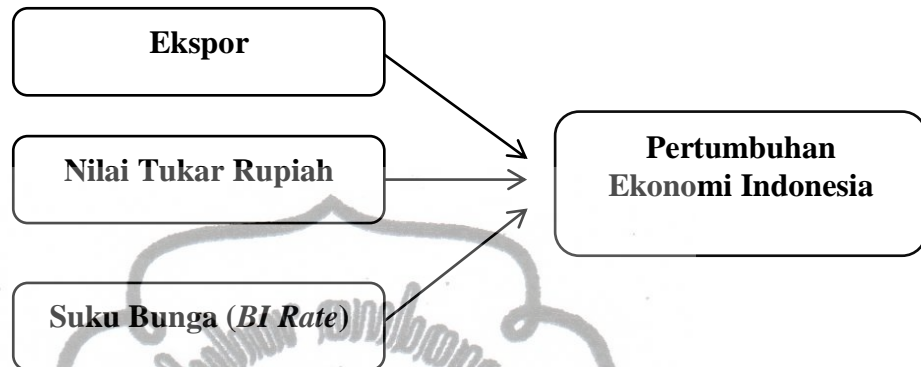 Ekspor
Nilai Tukar Rupiah
Suku Bunga (BI Rate)
Pertumbuhan
Ekonomi Indonesia